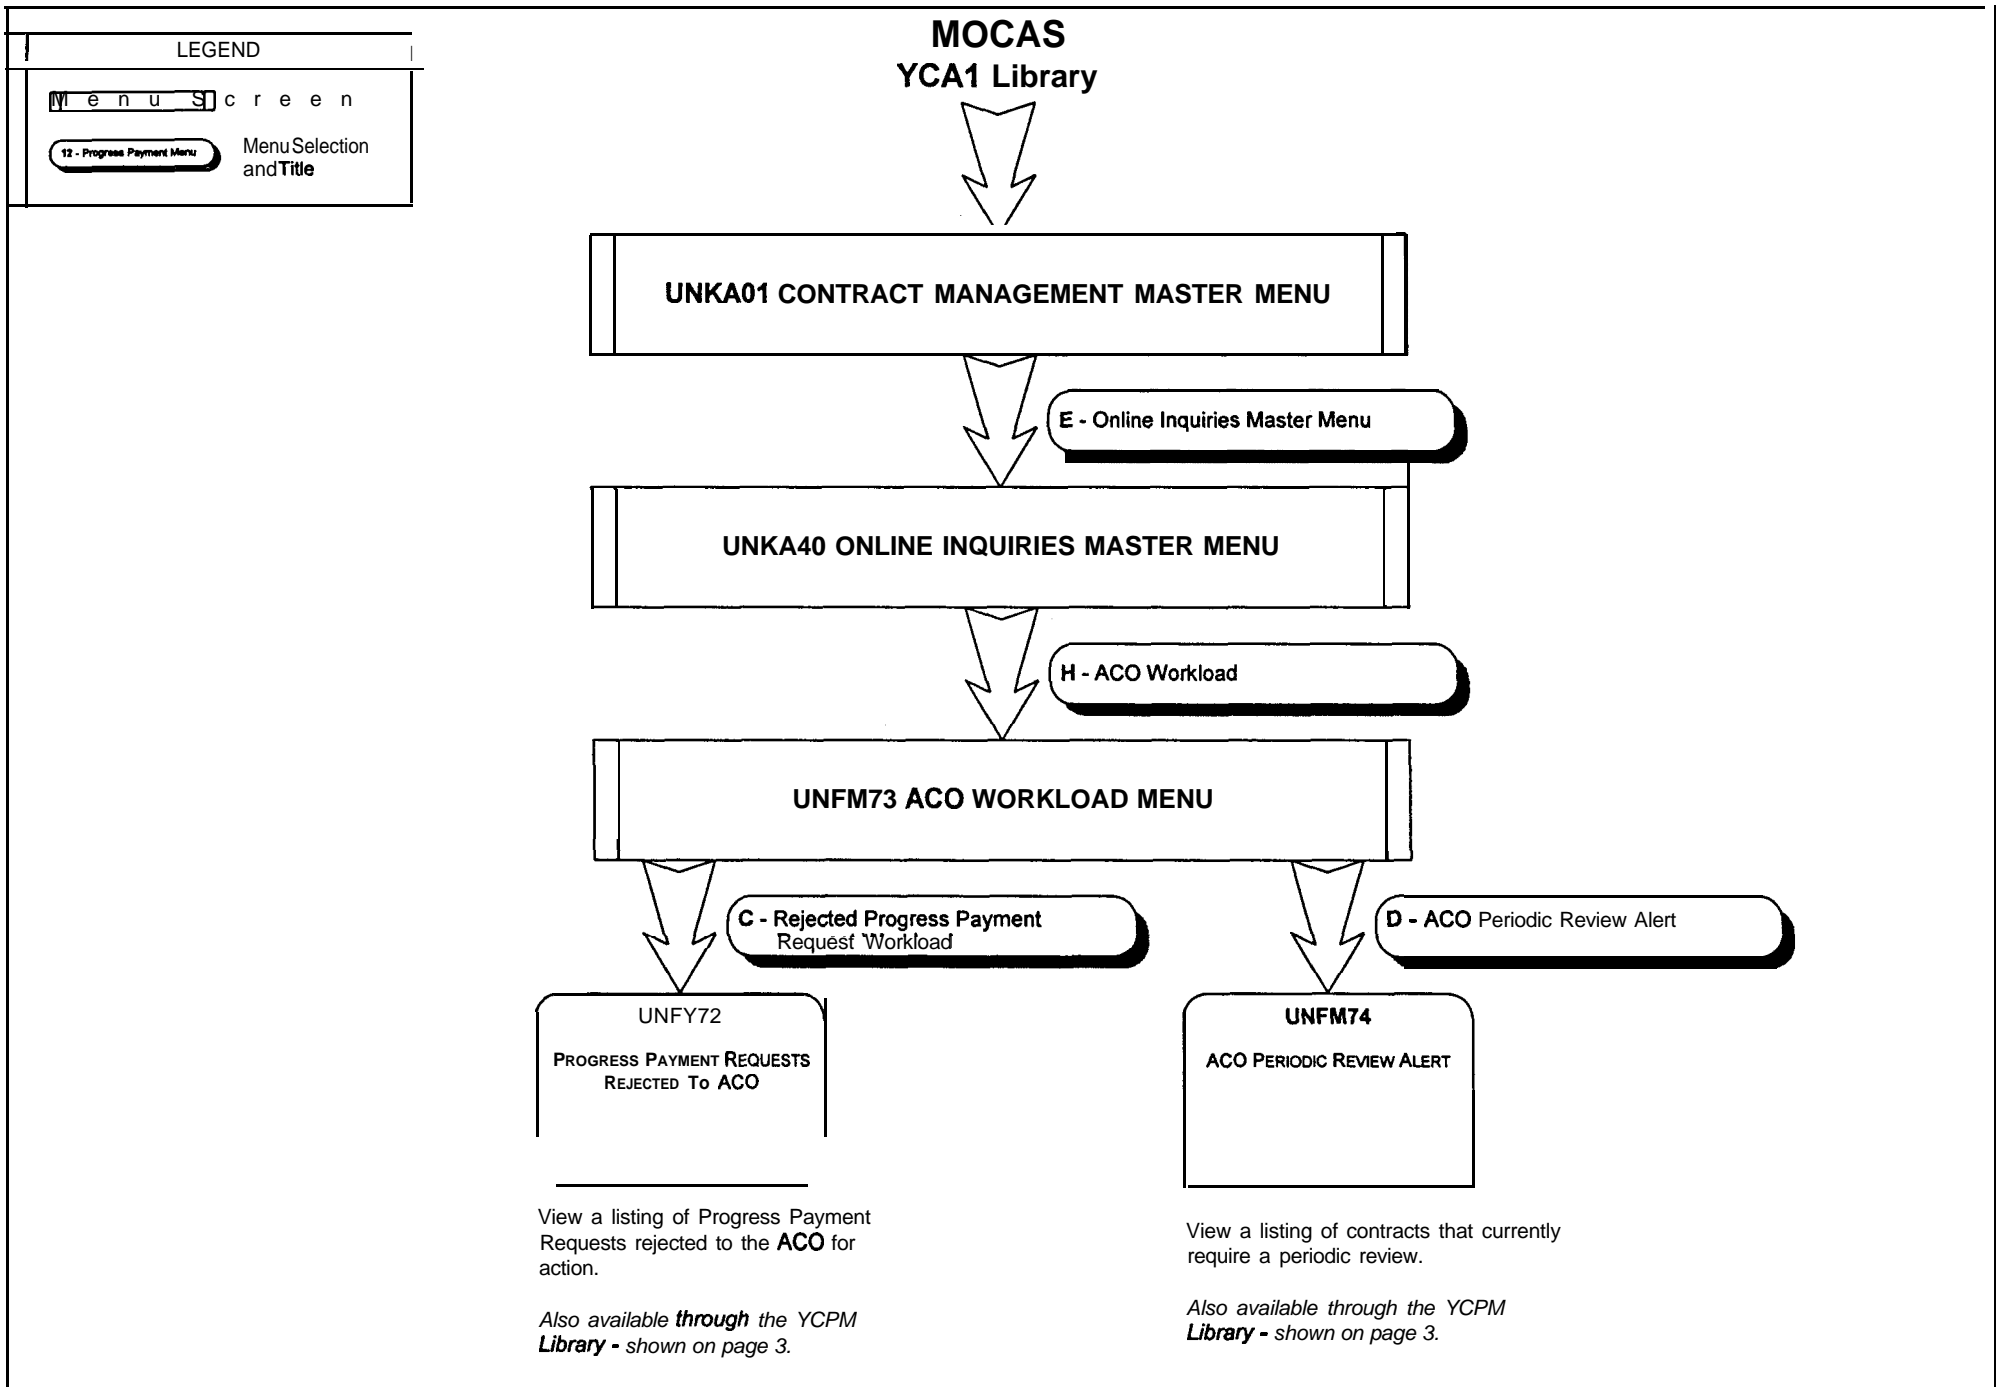 MOCAS
YCA1 Library
LEGEND
Menu Screen
12 - Progress Payment Menu
Menu Selection
and Title
UNKA01 CONTRACT MANAGEMENT MASTER MENU
E - Online Inquiries Master Menu
UNKA40 ONLINE INQUIRIES MASTER MENU
H - ACO Workload
UNFM73 ACO WORKLOAD MENU
C - Rejected Progress Payment
Request Workload
D - ACO Periodic Review Alert
UNFY72
PROGRESS PAYMENT REQUESTS
REJECTED TO ACO
View a listing of Progress Payment
Requests rejected to the ACO for
action.
Also available through the YCPM
Library - shown on page 3.
UNFM74
ACO PERIODIC REVIEW ALERT
View a listing of contracts that currently
require a periodic review.
Also available through the YCPM
Library - shown on page 3.